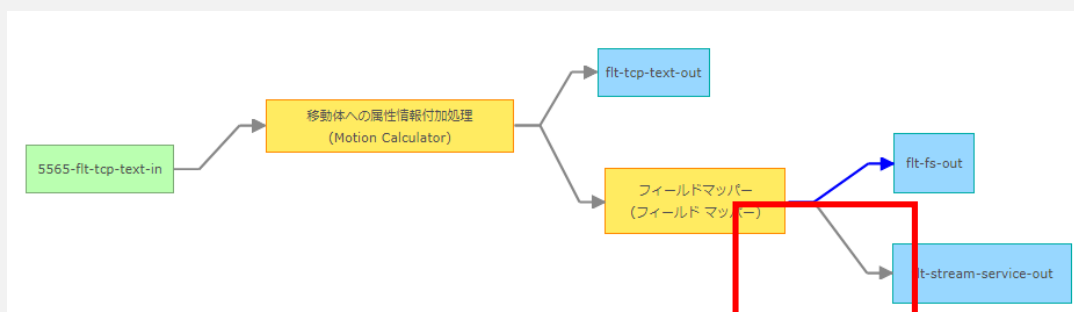 flt-tcp-text-out
移動体への属性情報付加処理
(Motion Calculator)
5565-flt-tcp-text-in
flt-fs-out
フィールドマッパー
(フィールド マッパー)
flt-stream-service-out